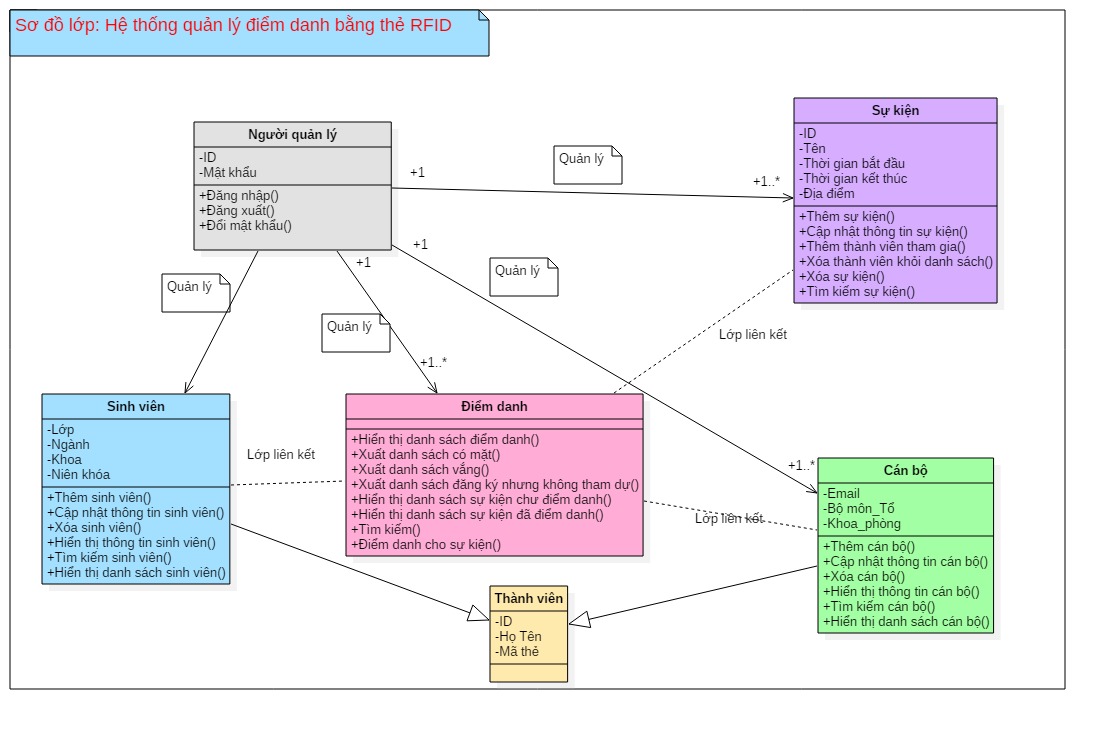 Sơ đồ lớp: Hệ thống quản lý điểm danh bằng thẻ RFID
Người quản lý
-ID
-Mật khẩu
+Đăng nhập()
+Đăng xuất()
+Đổi mật khẩu()
+1
Quản lý
+1..*
Sự kiện
-ID
-Tên
-Thời gian bắt đầu
-Thời gian kết thúc
-Địa điểm
+Thêm sự kiện()
+Cập nhật thông tin sự kiện()
+Thêm thành viên tham gia()
+Xóa thành viên khỏi danh sách()
+Xóa sự kiện()
+Tìm kiếm sự kiện()
+1
+1
Quản lý
Quản lý
Quản lý
+1..*
Lớp liên kết
Sinh viên
-Lớp
-Ngành
-Khoa
-Niên khóa
+Thêm sinh viên()
+Cập nhật thông tin sinh viên()
+Xóa sinh viên()
+Hiển thị thông tin sinh viên()
+Tìm kiếm sinh viên()
+Hiển thị danh sách sinh viên()
Lớp liên kết
Điểm danh
+Hiển thị danh sách điểm danh()
+Xuất danh sách có mặt()
+Xuất danh sách vắng()
+Xuất danh sách đăng ký nhưng không tham dự()
+Hiển thị danh sách sự kiện chư điểm danh()
+Hiển thị danh sách sự kiện đã điểm danh()
+Tìm kiếm()
+Điểm danh cho sự kiện()
+1..*
Lớp liên kết
Cán bộ
-Email
-Bộ môn_Tổ
-Khoa_phòng
+Thêm cán bộ()
+Cập nhật thông tin cán bộ()
+Xóa cán bộ()
+Hiển thị thông tin cán bộ()
+Tìm kiếm cán bộ()
+Hiển thị danh sách cán bộ()
Thành viên
-ID
-Họ Tên
-Mã thẻ